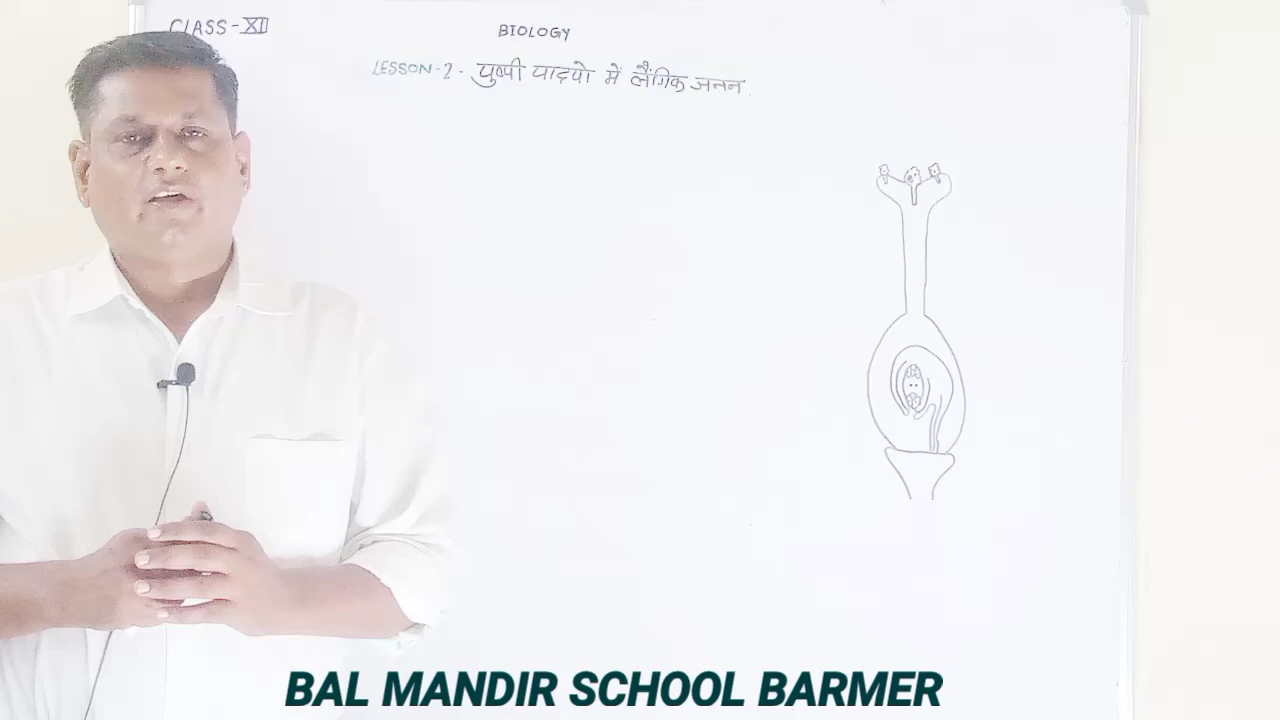 CLASS-XII
BIOLOGY
LESSON-2. पुष्पी पादपो में लैंगिक जनन
BAL MANDIR SCHOOL BARMER